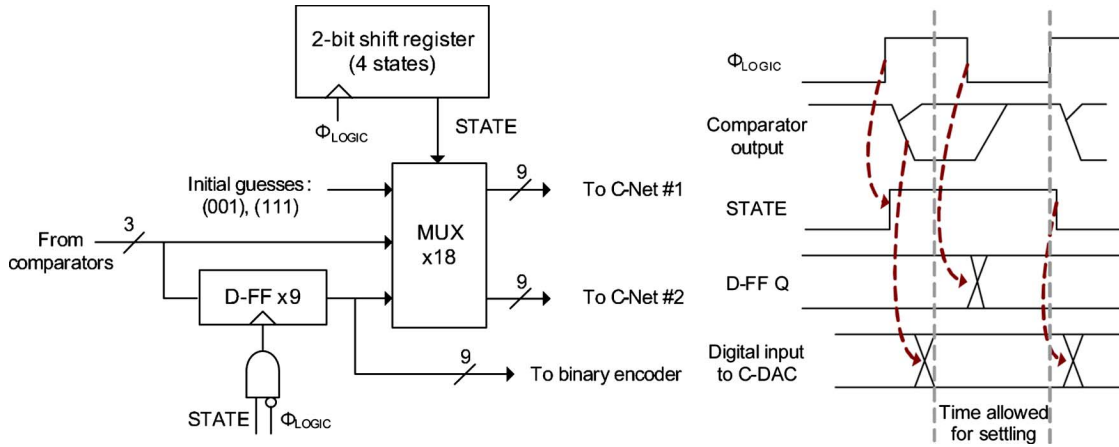 2-bit shift register
(4 states)
ΦLOGIC
STATE
Initial guesses:
(001), (111)
9
To C-Net #1
3
From
comparators
MUX
x18
D-FF x9
9
To C-Net #2
9
To binary encoder
STATE
ΦLOGIC
ΦLOGIC
Comparator
output
STATE
D-FF Q
Digital input
to C-DAC
Time allowed
for settling